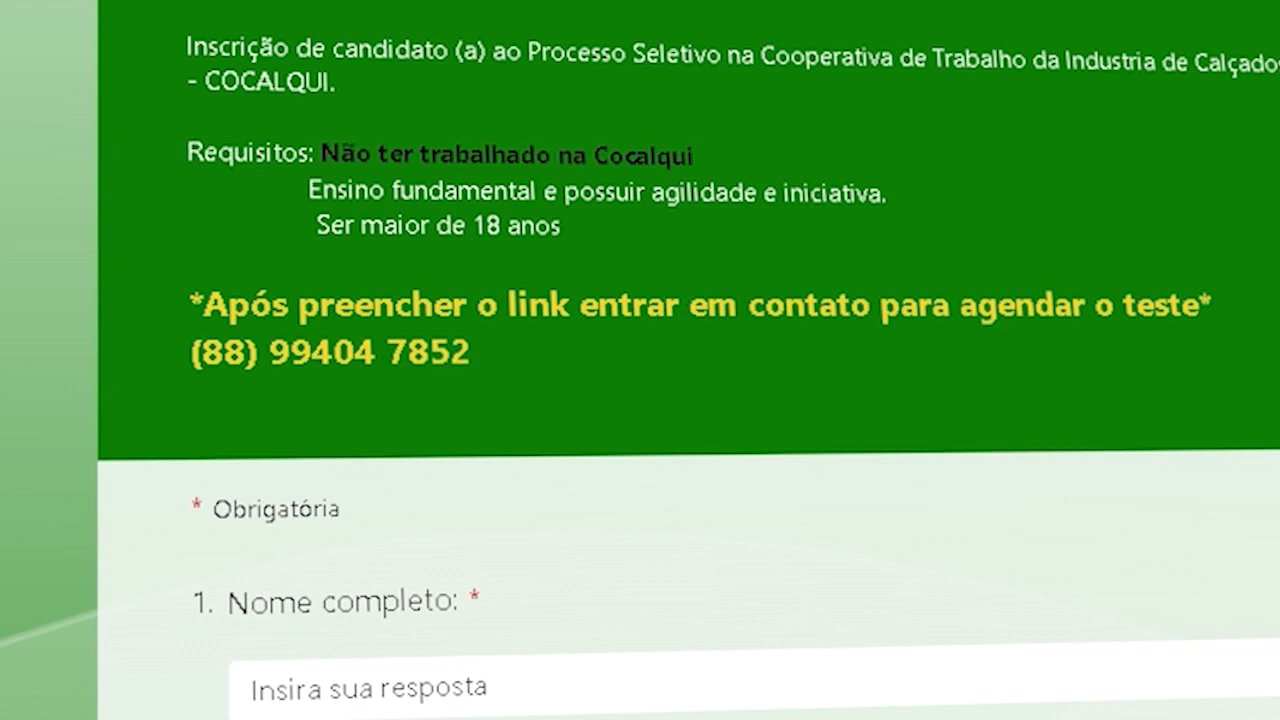 Inscrição de candidato (a) ao Processo Seletivo na Cooperativa de Trabalho da Industria de Calçados
- COCALQUI.
Requisitos: Não ter trabalhado na Cocalqui
Ensino fundamental e possuir agilidade e iniciativa.
Ser maior de 18 anos
*Após preencher o link entrar em contato para agendar o teste*
(88) 99404 7852
* Obrigatória
1. Nome completo: *
Insira sua resposta